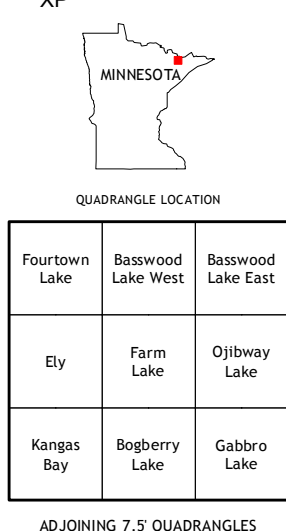 XP
MINNESOTA
QUADRANGLE LOCATION
Fourtown
Lake
Basswood
Lake West
Basswood
Lake East
Ely
Farm
Lake
Ojibway
Lake
Kangas
Bay
Bogberry
Lake
Gabbro
Lake
ADJOINING 7.5' QUADRANGLES